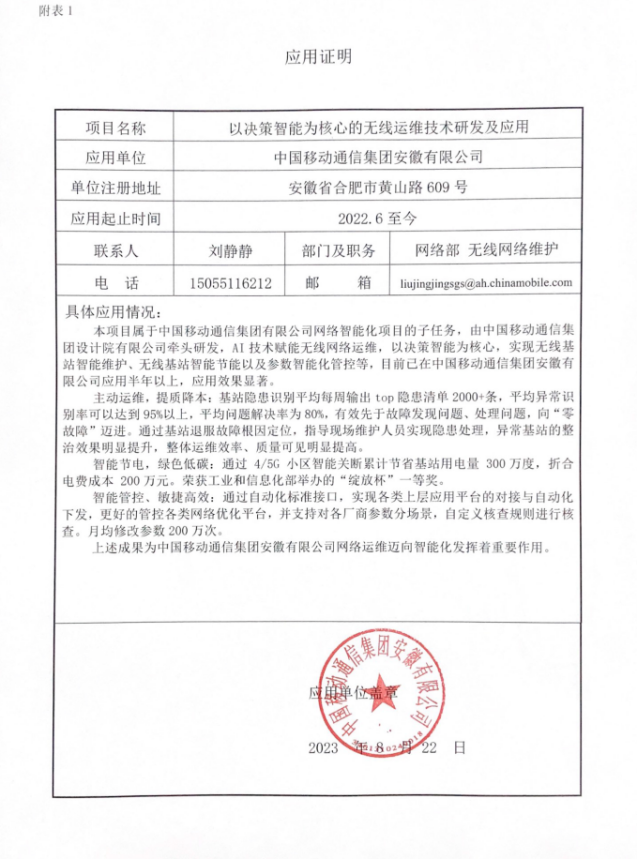 附表 1
应用证明
项目名称 以决策智能为核心的无线运维技术研发及应用
应用单位 中国移动通信集团安徽有限公司
单位注册地址 安徽省合肥市黄山路 609 号
应用起止时间 2022.6 至今
联系人 刘静静 部门及职务 网络部 无线网络维护
电 话 15055116212 邮 箱 liujingjingsgs@ah.chinamobile.com
具体应用情况：
本项目属于中国移动通信集团有限公司网络智能化项目的子任务，由中国移动通信集
团设计院有限公司牵头研发，AI 技术赋能无线网络运维，以决策智能为核心，实现无线基
站智能维护、无线基站智能节能以及参数智能化管控等，目前已在中国移动通信集团安徽有
限公司应用半年以上，应用效果显著。
主动运维，提质降本：基站隐患识别平均每周输出 top 隐患清单 2000+条，平均异常识
别率可以达到 95%以上，平均问题解决率为 80%，有效先于故障发现问题、处理问题，向“零
故障”迈进。通过基站退服故障根因定位，指导现场维护人员实现隐患处理，异常基站的整
治效果明显提升，整体运维效率、质量可见明显提高。
智能节电，绿色低碳：通过 4/5G 小区智能关断累计节省基站用电量 300 万度，折合
电费成本 200 万元。荣获工业和信息化部举办的“绽放杯”一等奖。
智能管控、敏捷高效：通过自动化标准接口，实现各类上层应用平台的对接与自动化
下发，更好的管控各类网络优化平台，并支持对各厂商参数分场景，自定义核查规则进行核
查。月均修改参数 200 万次。
上述成果为中国移动通信集团安徽有限公司网络运维迈向智能化发挥着重要作用。
中国移动通信集团安徽有限公司
应用单位盖章
2023 年 8 月 22 日